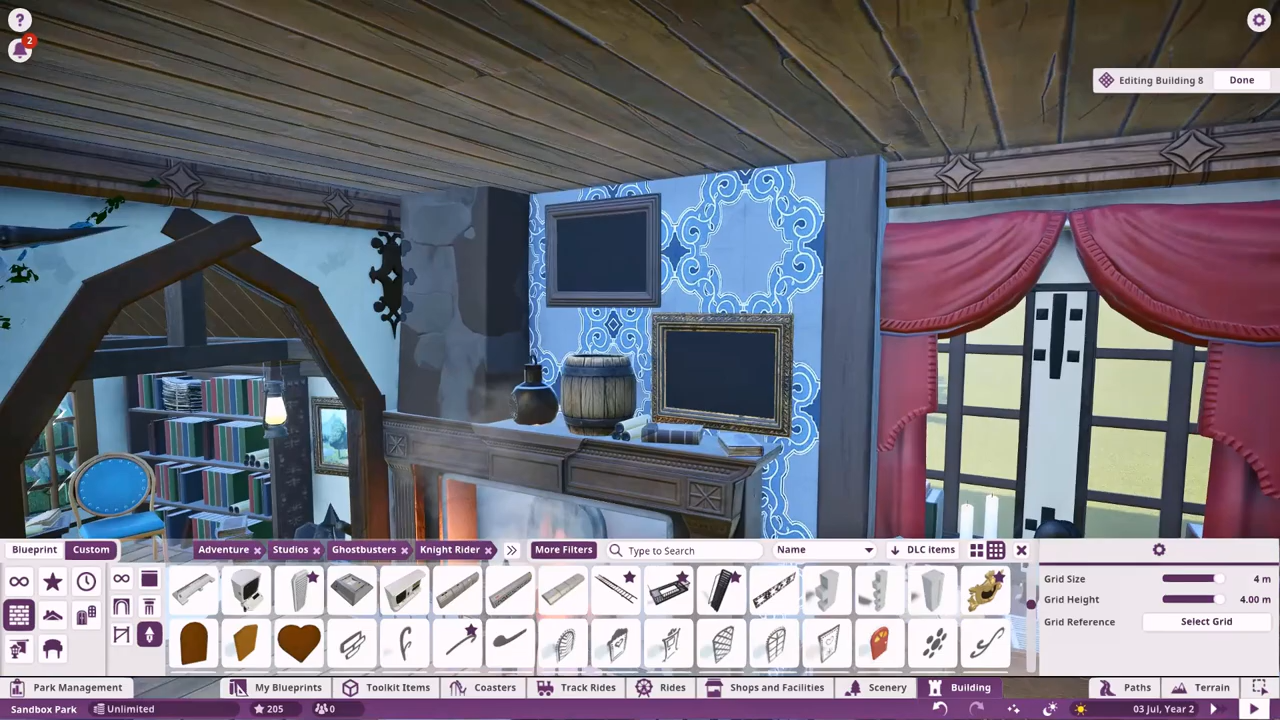 ?
2
Editing Building 8 Done
Blueprint Custom Adventure × Studios × Ghostbusters × Knight Rider × » More Filters Type to Search Name DLC items
Grid Size 4 m
Grid Height 4.00 m
Grid Reference Select Grid
Park Management My Blueprints Toolkit Items Coasters Track Rides Rides Shops and Facilities Scenery Building Paths Terrain
Sandbox Park Unlimited 205 0 03 Jul, Year 2